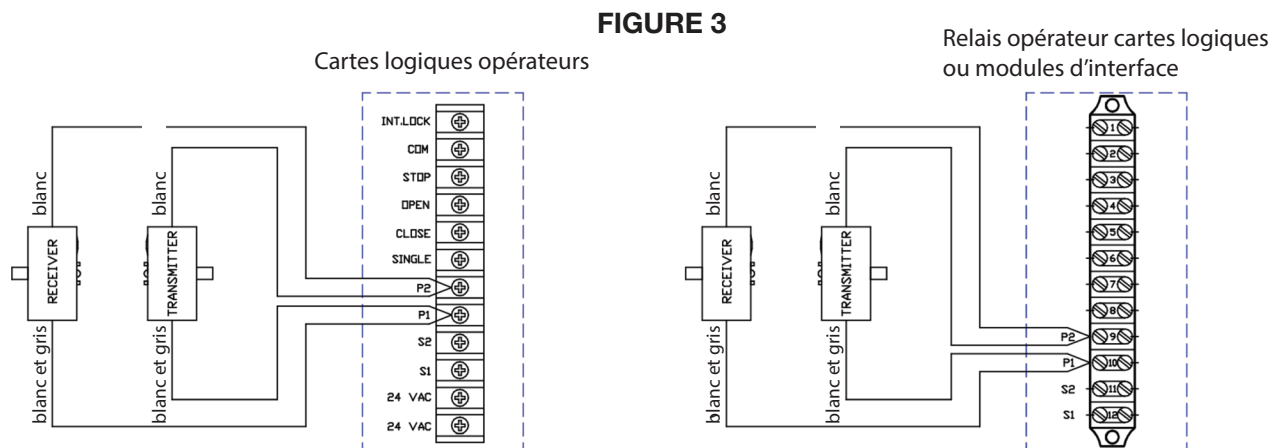 FIGURE 3
Cartes logiques opérateurs
blanc
blanc
RECEIVER
TRANSMITTER
blanc et gris
blanc et gris
INT.LOCK
COM
STOP
OPEN
CLOSE
SINGLE
P2
P1
S2
S1
24 VAC
24 VAC
Relais opérateur cartes logiques
ou modules d'interface
blanc
blanc
RECEIVER
TRANSMITTER
blanc et gris
blanc et gris
1
2
3
4
5
6
7
8
P2 9
P1 10
S2 11
S1 12